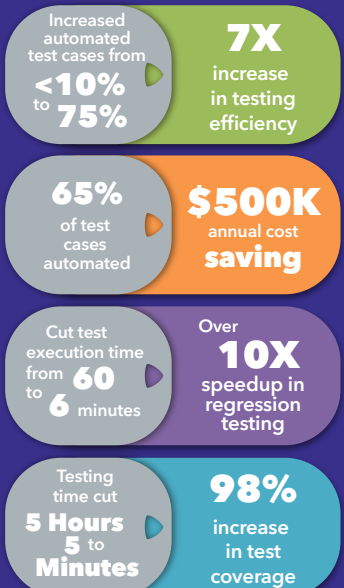 Increased
automated
test cases from
<10%
to 75%
7X
increase
in testing
efficiency
65%
of test
cases
automated
$500K
annual cost
saving
Cut test
execution time
from 60
to 6 minutes
Over
10X
speedup in
regression
testing
Testing
time cut
5 Hours
5 to
Minutes
98%
increase
in test
coverage